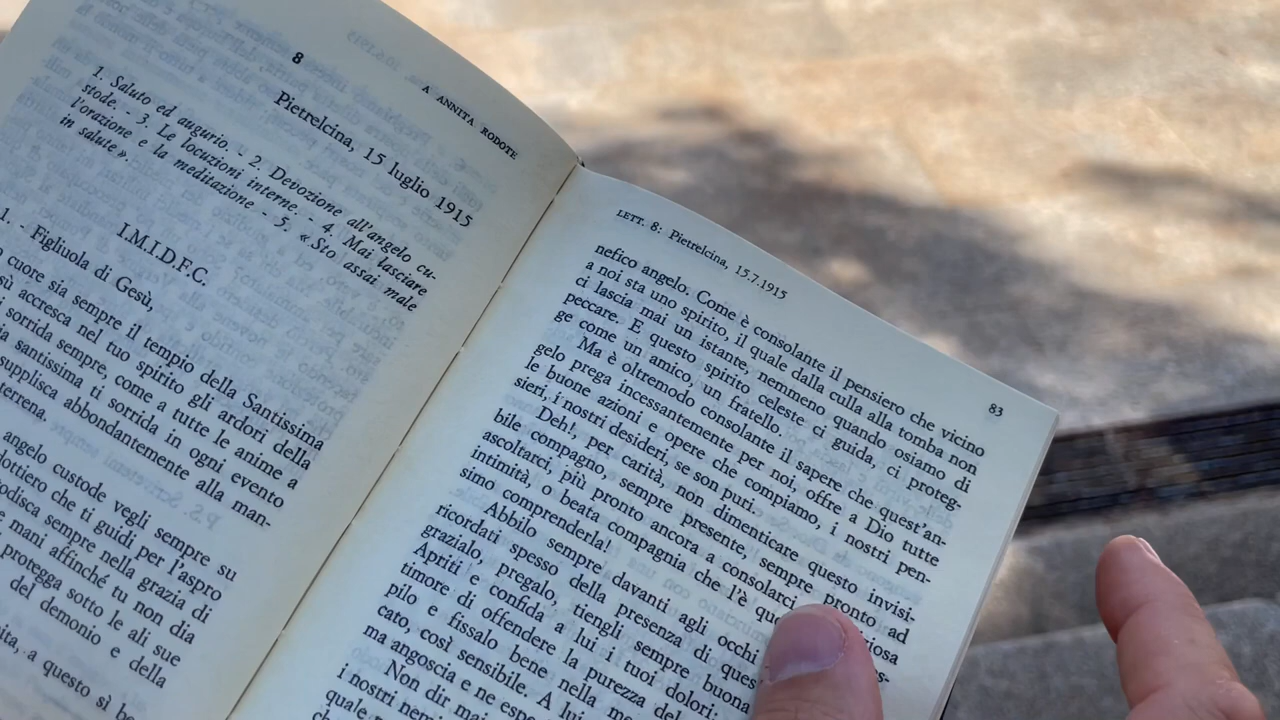 A ANNITA RODOTE
8
Pietrelcina, 15 luglio 1915
1. Saluto ed augurio. - 2. Devozione all'angelo cu-
stode. - 3. Le locuzioni interne. - 4. Mai lasciare
l'orazione e la meditazione - 5. « Sto assai male
in salute ».
I.M.I.D.F.C.
1. - Figliuola di Gesù,
cuore sia sempre il tempio della Santissima
accresca nel tuo spirito gli ardori della
sorrida sempre, come a tutte le anime a
santissima ti sorrida in ogni evento
supplisca abbondantemente alla man-
terrena.
angelo custode vegli sempre su
che ti guidi per l'aspro
sempre nella grazia di
mani affinché tu non dia
protegga sotto le ali sue
del demonio e della
a questo sì
LETT. 8: Pietrelcina, 15.7.1915
83
nefico angelo. Come è consolante il pensiero che vicino
a noi sta uno spirito, il quale dalla culla alla tomba non
ci lascia mai un istante, nemmeno quando osiamo di
peccare. E questo spirito celeste ci guida, ci proteg-
ge come un amico, un fratello.
Ma è oltremodo consolante il sapere che quest'an-
gelo prega incessantemente per noi, offre a Dio tutte
le buone azioni e opere che compiamo, i nostri pen-
sieri, i nostri desideri, se son puri.
Deh!, per carità, non dimenticare questo invisi-
bile compagno, sempre presente, sempre pronto ad
ascoltarci, più pronto ancora a consolarci.
intimità, o beata compagnia che l'è
simo comprenderla!
Abbilo sempre davanti agli occhi
ricordati spesso della presenza di
grazialo, pregalo, tiengli sempre buona
Apriti e confida a lui i tuoi dolori;
timore di offendere la purezza del
pilo e fissalo bene nella
cato, così sensibile. A lui
ma angoscia e ne
Non dir mai
i nostri
quale